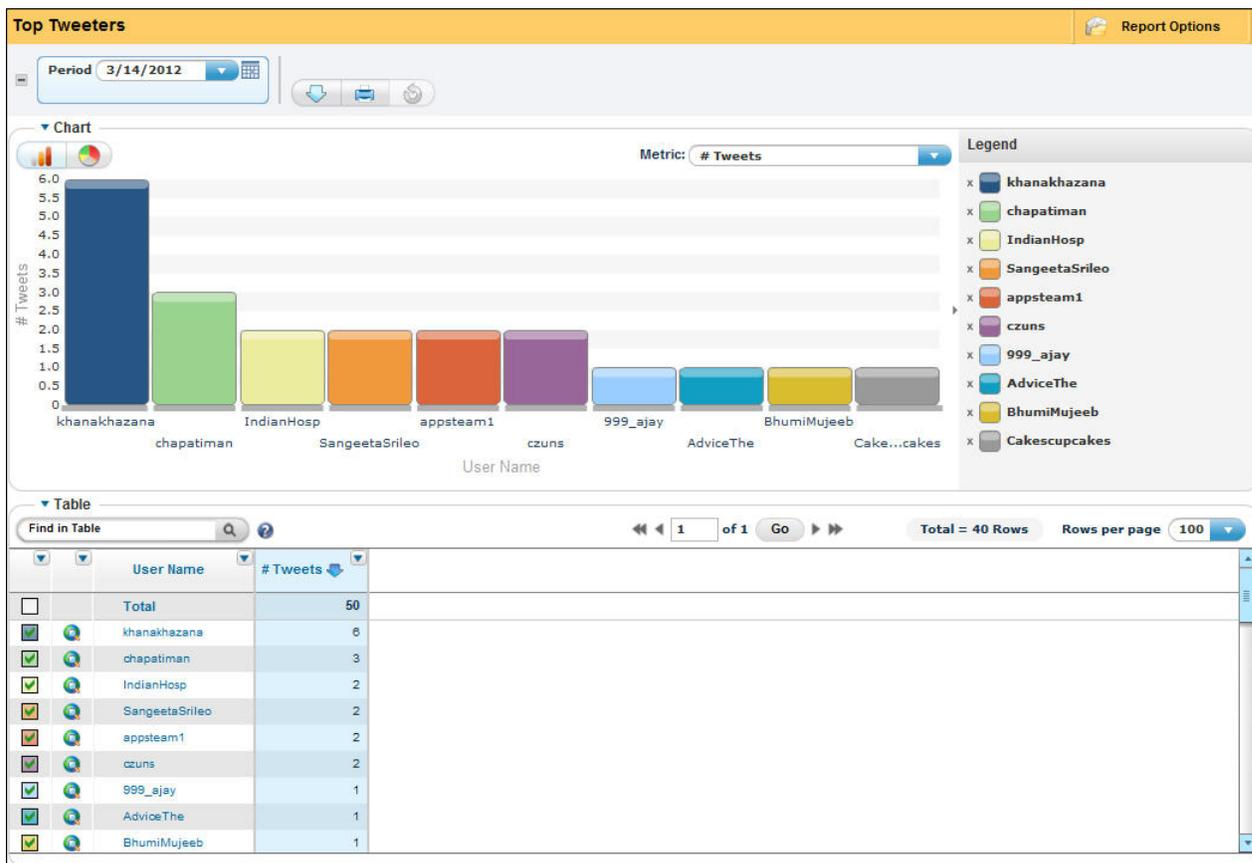 Top Tweeters
Report Options
Period 3/14/2012
Chart
Metric: # Tweets
Legend
6.0
5.5
5.0
4.5
4.0
3.5
3.0
2.5
2.0
1.5
1.0
0.5
0
# Tweets
khanakhazana
chapatiman
IndianHosp
SangeetaSrileo
appsteam1
czuns
999_ajay
AdviceThe
BhumiMujeeb
Cake...cakes
User Name
x khanakhazana
x chapatiman
x IndianHosp
x SangeetaSrileo
x appsteam1
x czuns
x 999_ajay
x AdviceThe
x BhumiMujeeb
x Cakescupcakes
Table
Find in Table
?
1 of 1 Go
Total = 40 Rows
Rows per page 100
User Name # Tweets
Total 50
khanakhazana 6
chapatiman 3
IndianHosp 2
SangeetaSrileo 2
appsteam1 2
czuns 2
999_ajay 1
AdviceThe 1
BhumiMujeeb 1